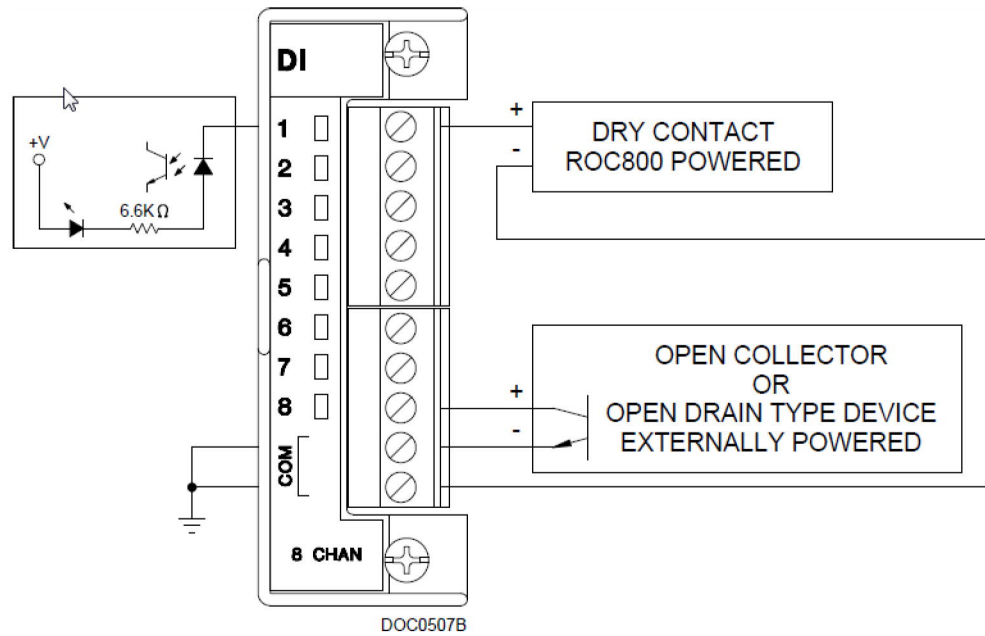 DI
1
2
3
4
5
6
7
8
COM
8 CHAN
+V
6.6KΩ
+
-
DRY CONTACT
ROC800 POWERED
+
-
OPEN COLLECTOR
OR
OPEN DRAIN TYPE DEVICE
EXTERNALLY POWERED
DOC0507B